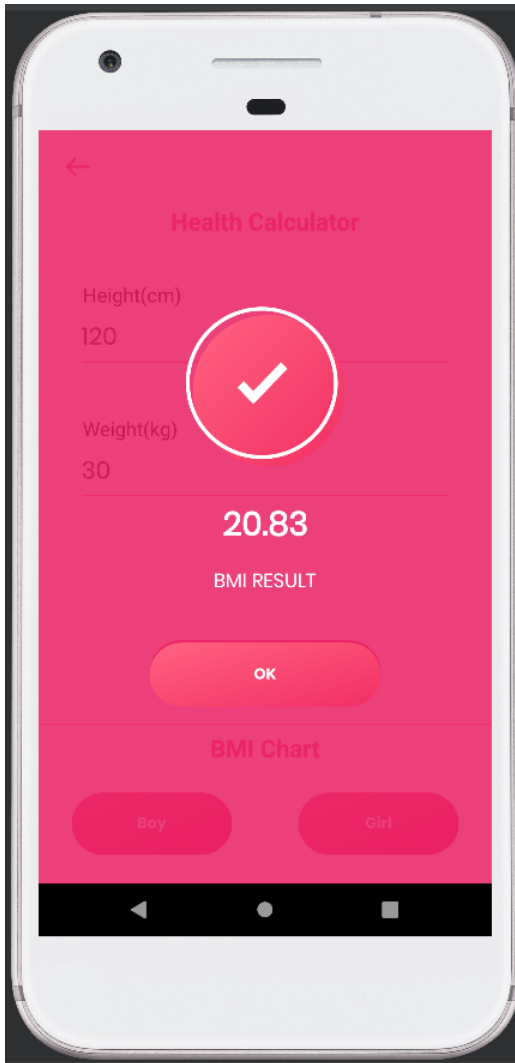 Health Calculator
Height(cm)
120
Weight(kg)
30
20.83
BMI RESULT
OK
BMI Chart
Boy
Girl